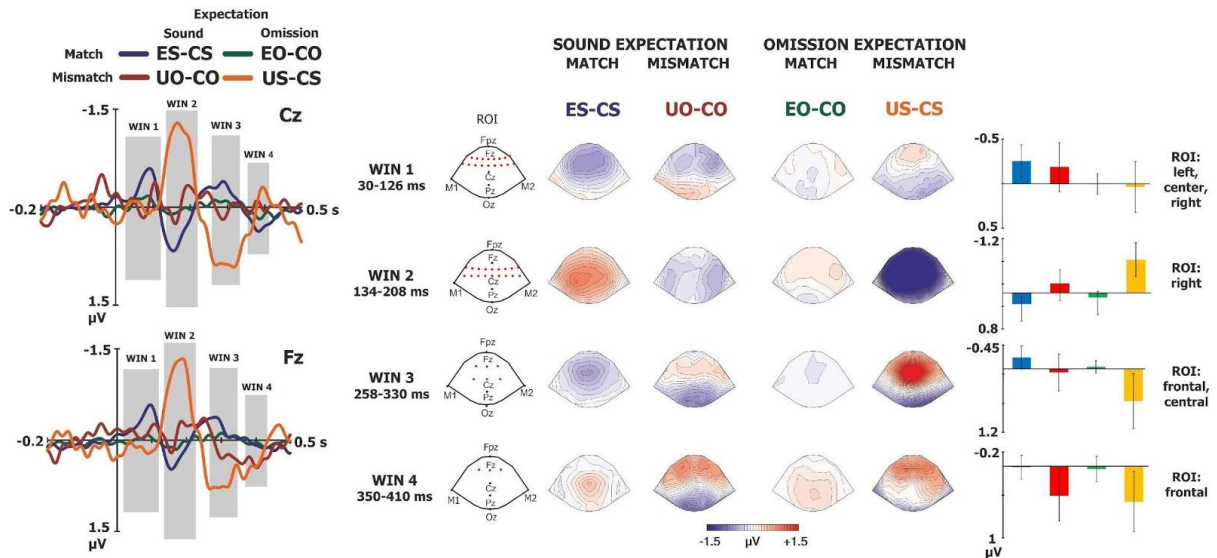 Expectation
Sound Omission
Match ES-CS EO-CO
Mismatch UO-CO US-CS
-1.5
Cz
WIN 1
WIN 2
WIN 3
WIN 4
-0.2
0.5 s
1.5
µV
-1.5
Fz
WIN 1
WIN 2
WIN 3
WIN 4
-0.2
0.5 s
1.5
µV
SOUND EXPECTATION OMISSION EXPECTATION
MATCH MISMATCH MATCH MISMATCH
ROI ES-CS UO-CO EO-CO US-CS
WIN 1
30-126 ms
Fpz
Fz
Cz
M1 Pz M2
Oz
-0.5
0.5
ROI:
left,
center,
right
WIN 2
134-208 ms
Fpz
Fz
Cz
M1 Pz M2
Oz
-1.2
0.8
ROI:
right
WIN 3
258-330 ms
Fpz
Fz
Cz
M1 Pz M2
Oz
-0.45
1.2
ROI:
frontal,
central
WIN 4
350-410 ms
Fpz
Fz
Cz
M1 Pz M2
Oz
-0.2
1
µV
ROI:
frontal
-1.5 µV +1.5